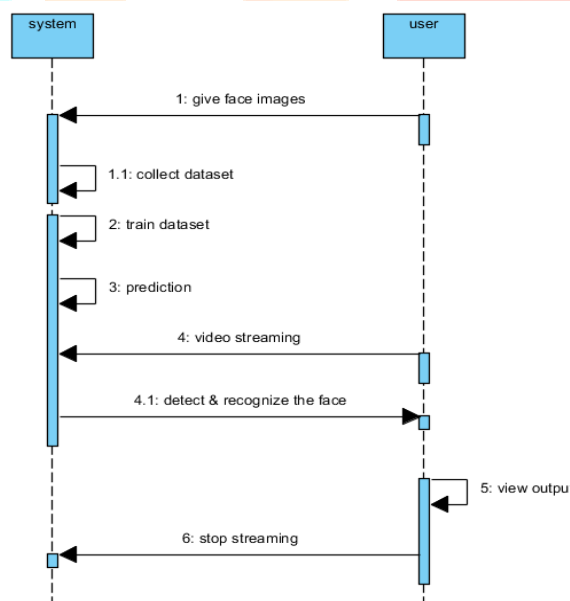 system
user
1: give face images
1.1: collect dataset
2: train dataset
3: prediction
4: video streaming
4.1: detect & recognize the face
5: view outpu
6: stop streaming